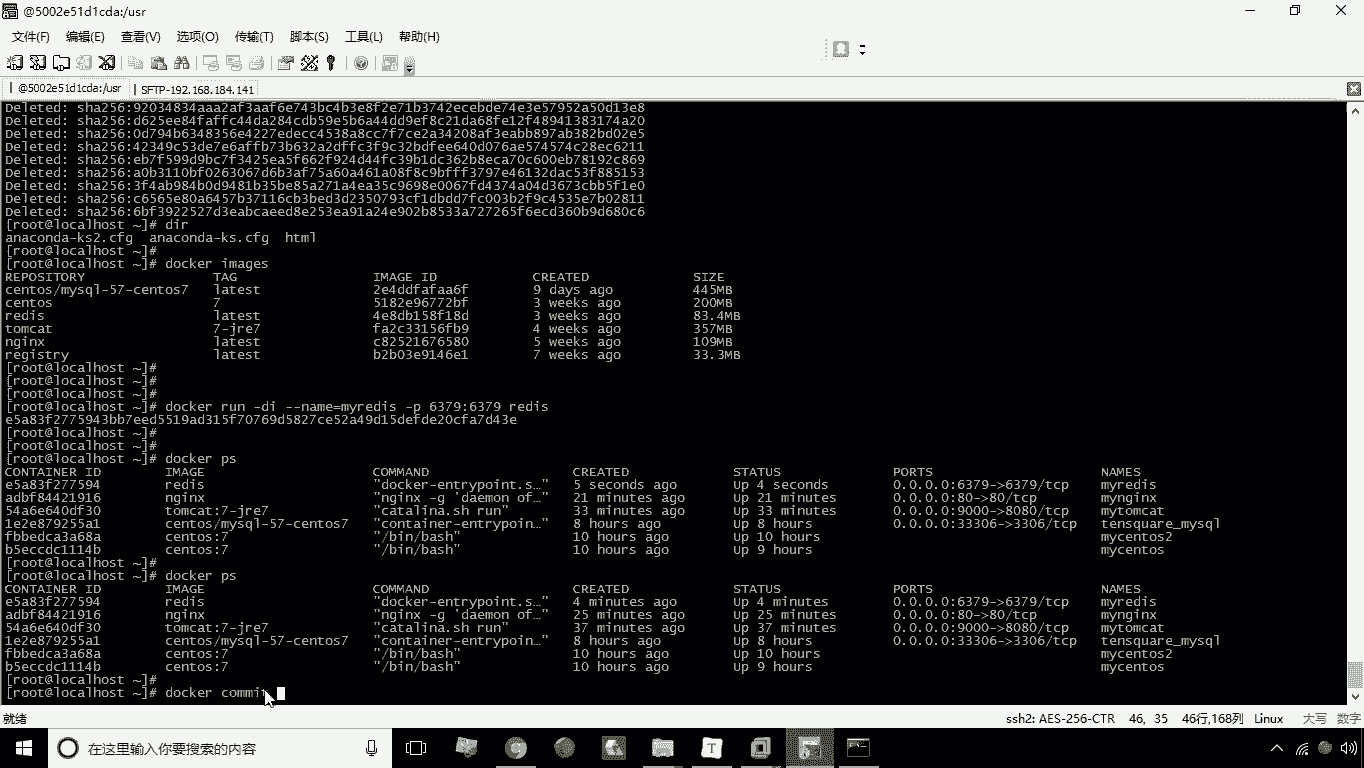 @5002e51d1cda:/usr
文件(F) 编辑(E) 查看(V) 选项(O) 传输(T) 脚本(S) 工具(L) 帮助(H)
@5002e51d1cda:/usr SFTP-192.168.184.141
Deleted: sha256:92034834aaa2af3aaf6e743bc4b3e8f2e71b3742ecebde74e3e57952a50d13e8
Deleted: sha256:d625ee84faffc44da284cdb59e5b6a44dd9ef8c21da68fe12f48941383174a20
Deleted: sha256:0d794b6348356e4227edecc4538a8cc7f7ce2a34208af3eabb897ab382bd02e5
Deleted: sha256:42349c53de7e6affb73b632a2dffc3f9c32bdfee640d076ae574574c28ec6211
Deleted: sha256:eb7f599d9bc7f3425ea5f662f924d44fc39b1dc362b8eca70c600eb78192c869
Deleted: sha256:a0b3110bf0263067d6b3af75a60a461a08f8c9bfff3797e46132dac53f885153
Deleted: sha256:3f4ab984b0d9481b35be85a271a4ea35c9698e0067fd4374a04d3673cbb5f1e0
Deleted: sha256:c6565e80a6457b37116cb3bed3d2350793cf1dbdd7fc003b2f9c4535e7b02811
Deleted: sha256:6bf3922527d3eabcaeed8e253ea91a24e902b8533a727265f6ecd360b9d680c6
[root@localhost ~]# dir
anaconda-ks2.cfg anaconda-ks.cfg html
[root@localhost ~]#
[root@localhost ~]# docker images
REPOSITORY TAG IMAGE ID CREATED SIZE
centos/mysql-57-centos7 latest 2e4ddfafaa6f 9 days ago 445MB
centos 7 5182e96772bf 3 weeks ago 200MB
redis latest 4e8db158f18d 3 weeks ago 83.4MB
tomcat 7-jre7 fa2c33156fb9 4 weeks ago 357MB
nginx latest c82521676580 5 weeks ago 109MB
registry latest b2b03e9146e1 7 weeks ago 33.3MB
[root@localhost ~]#
[root@localhost ~]#
[root@localhost ~]#
[root@localhost ~]# docker run -di --name=myredis -p 6379:6379 redis
e5a83f2775943bb7eed5519ad315f70769d5827ce52a49d15defde20cfa7d43e
[root@localhost ~]#
[root@localhost ~]#
[root@localhost ~]# docker ps
CONTAINER ID IMAGE COMMAND CREATED STATUS PORTS NAMES
e5a83f277594 redis "docker-entrypoint.s…" 5 seconds ago Up 4 seconds 0.0.0.0:6379->6379/tcp myredis
adbf84421916 nginx "nginx -g 'daemon of…" 21 minutes ago Up 21 minutes 0.0.0.0:80->80/tcp mynginx
54a6e640df30 tomcat:7-jre7 "catalina.sh run" 33 minutes ago Up 33 minutes 0.0.0.0:9000->8080/tcp mytomcat
1e2e879255a1 centos/mysql-57-centos7 "container-entrypoin…" 8 hours ago Up 8 hours 0.0.0.0:33306->3306/tcp tensquare_mysql
fbbedca3a68a centos:7 "/bin/bash" 10 hours ago Up 10 hours mycentos2
b5eccdc1114b centos:7 "/bin/bash" 10 hours ago Up 9 hours mycentos
[root@localhost ~]#
[root@localhost ~]# docker ps
CONTAINER ID IMAGE COMMAND CREATED STATUS PORTS NAMES
e5a83f277594 redis "docker-entrypoint.s…" 4 minutes ago Up 4 minutes 0.0.0.0:6379->6379/tcp myredis
adbf84421916 nginx "nginx -g 'daemon of…" 25 minutes ago Up 25 minutes 0.0.0.0:80->80/tcp mynginx
54a6e640df30 tomcat:7-jre7 "catalina.sh run" 37 minutes ago Up 37 minutes 0.0.0.0:9000->8080/tcp mytomcat
1e2e879255a1 centos/mysql-57-centos7 "container-entrypoin…" 8 hours ago Up 8 hours 0.0.0.0:33306->3306/tcp tensquare_mysql
fbbedca3a68a centos:7 "/bin/bash" 10 hours ago Up 10 hours mycentos2
b5eccdc1114b centos:7 "/bin/bash" 10 hours ago Up 9 hours mycentos
[root@localhost ~]#
[root@localhost ~]# docker commit
就绪 ssh2: AES-256-CTR 46, 35 46行,168列 Linux 大写 数字
在这里输入你要搜索的内容